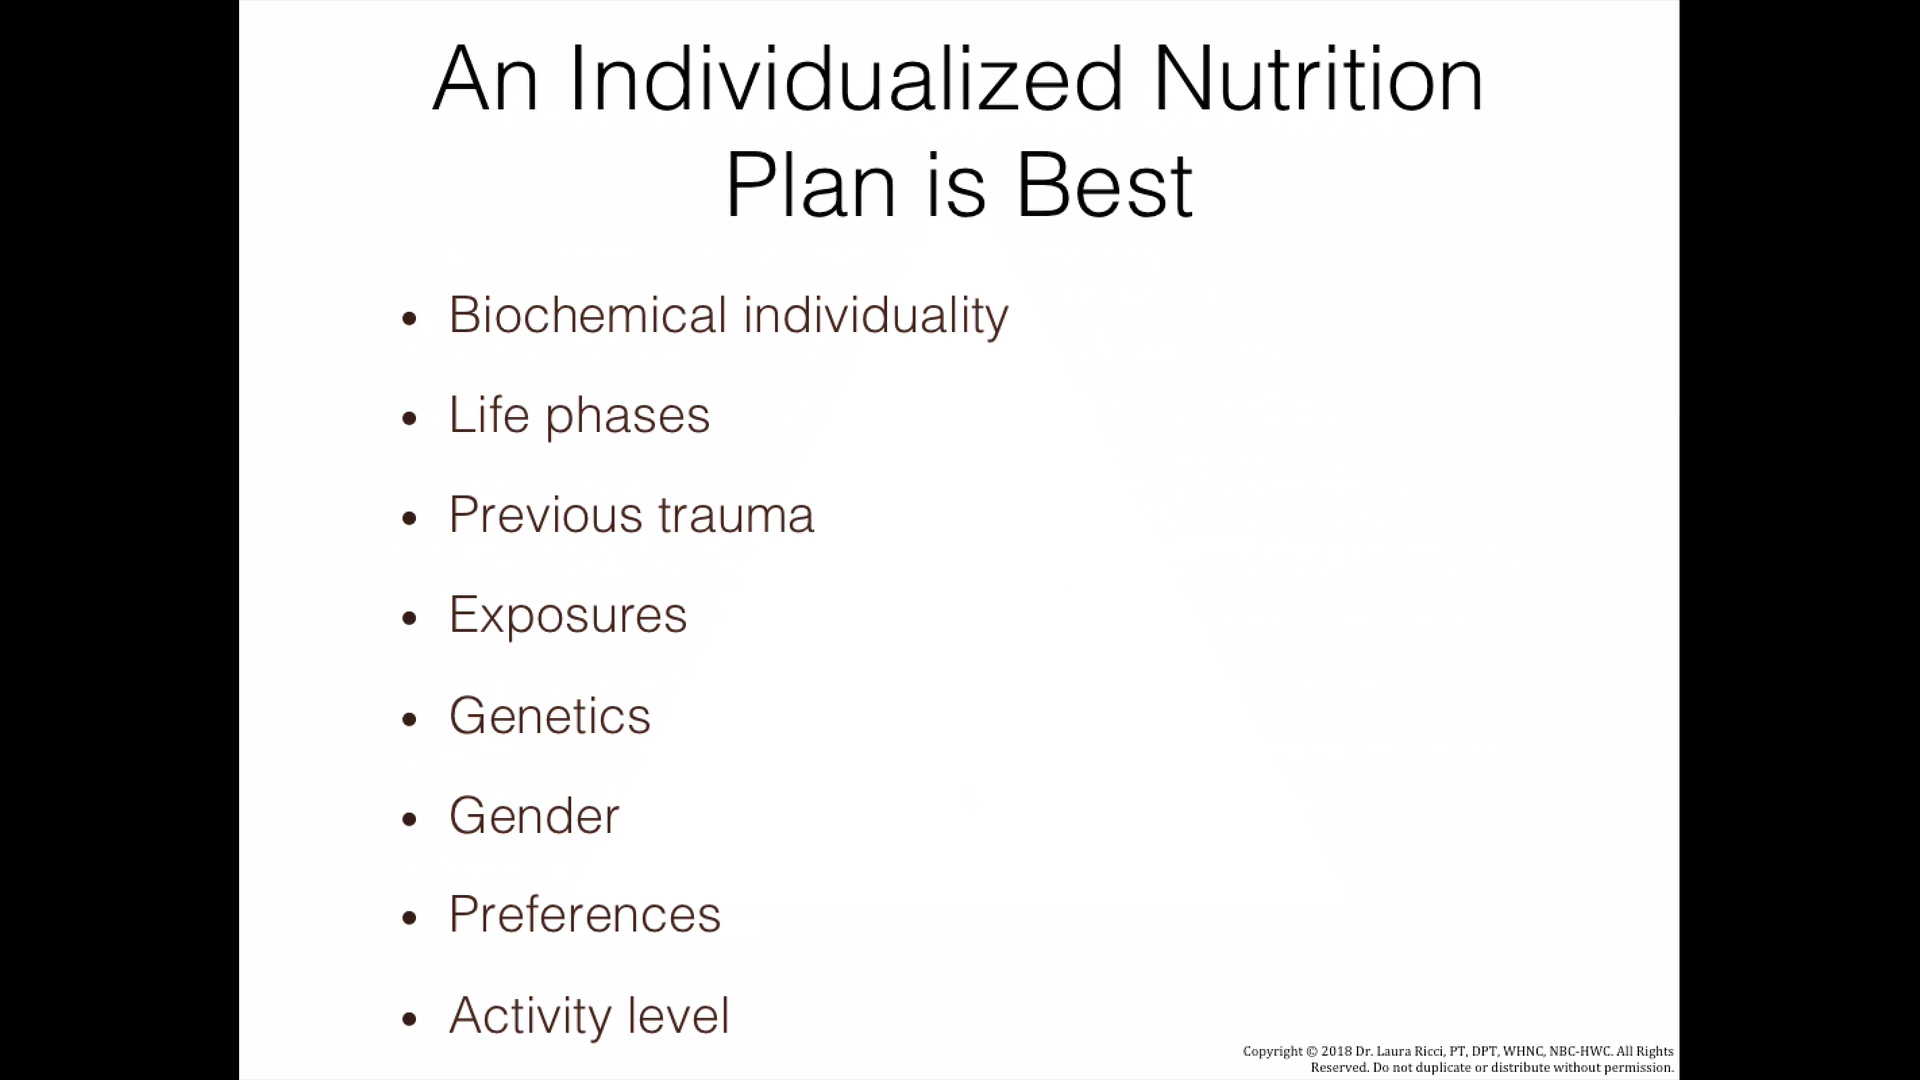 An Individualized Nutrition
Plan is Best
• Biochemical individuality
• Life phases
• Previous trauma
• Exposures
• Genetics
• Gender
• Preferences
• Activity level
Copyright © 2018 Dr. Laura Ricci, PT, DPT, WHNC, NBC-HWC. All Rights
Reserved. Do not duplicate or distribute without permission.